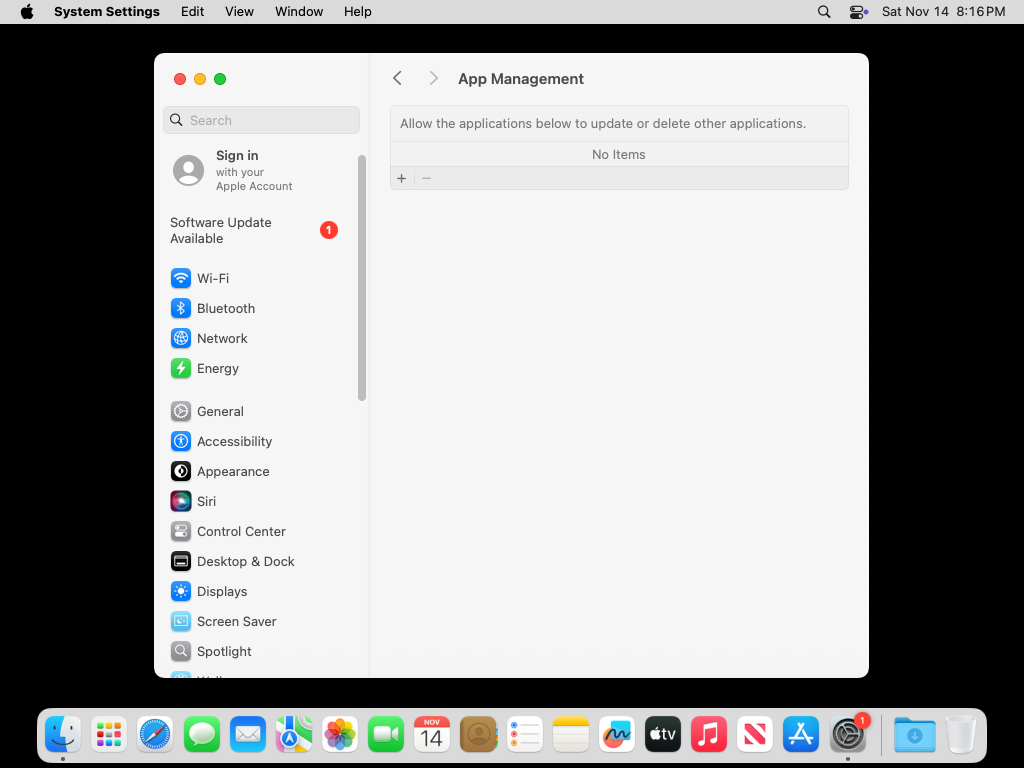 System Settings Edit View Window Help Sat Nov 14 8:16 PM
App Management
Search
Allow the applications below to update or delete other applications.
No Items
+ −
Sign in
with your
Apple Account
Software Update
Available
1
Wi-Fi
Bluetooth
Network
Energy
General
Accessibility
Appearance
Siri
Control Center
Desktop & Dock
Displays
Screen Saver
Spotlight
NOV
14
tv
1